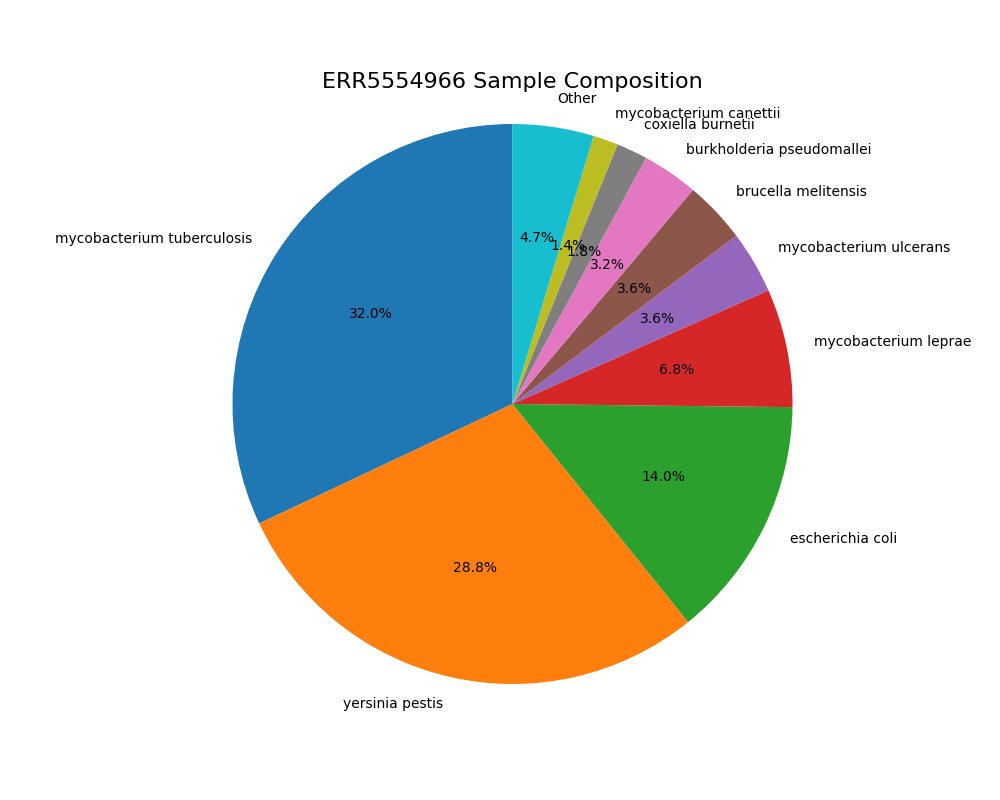 ERR5554966 Sample Composition
Other
mycobacterium canettii
coxiella burnetii
burkholderia pseudomallei
brucella melitensis
mycobacterium tuberculosis
mycobacterium ulcerans
4.7%
1.4%
1.8%
3.2%
3.6%
32.0%
3.6%
mycobacterium leprae
6.8%
14.0%
escherichia coli
28.8%
yersinia pestis